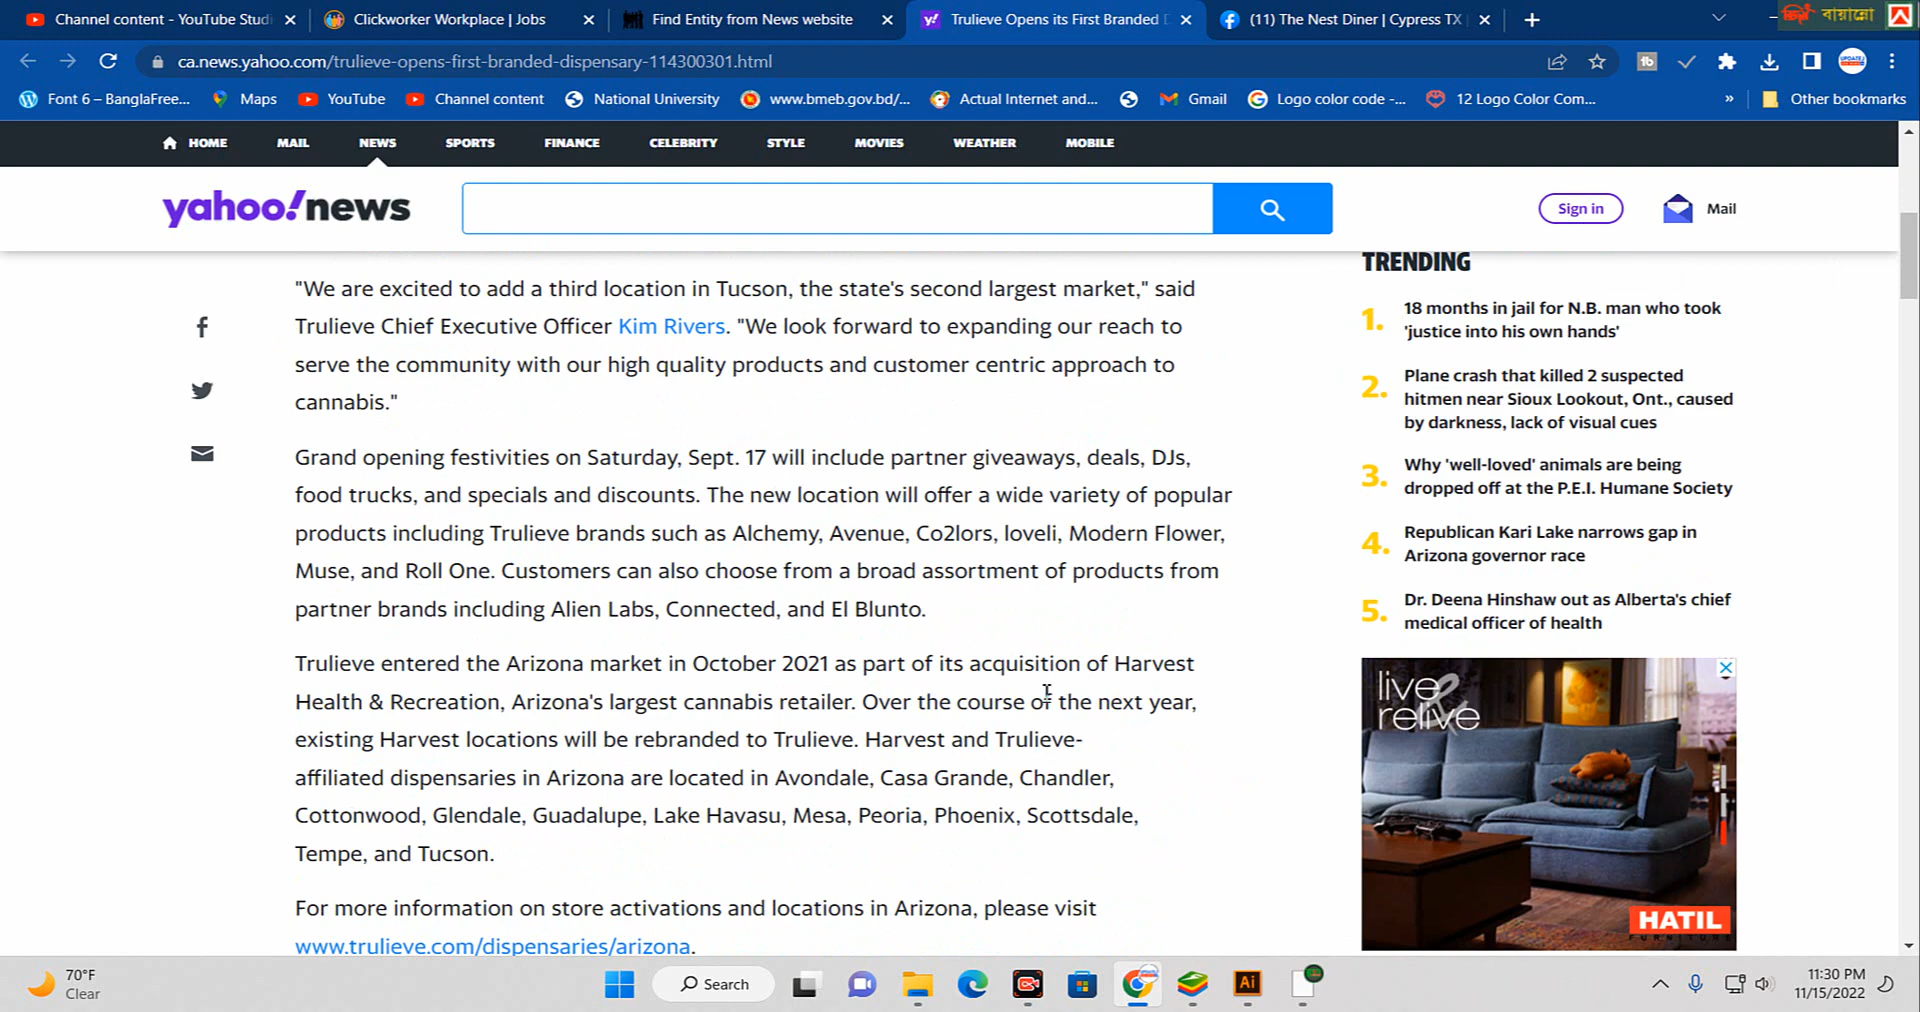 Channel content - YouTube Studi
Clickworker Workplace | Jobs
Find Entity from News website
Trulieve Opens its First Branded D
(11) The Nest Diner | Cypress TX
বায়ান্নো
ca.news.yahoo.com/trulieve-opens-first-branded-dispensary-114300301.html
Font 6 – BanglaFree...
Maps
YouTube
Channel content
National University
www.bmeb.gov.bd/...
Actual Internet and...
Gmail
Logo color code -...
12 Logo Color Com...
»
Other bookmarks
HOME MAIL NEWS SPORTS FINANCE CELEBRITY STYLE MOVIES WEATHER MOBILE
yahoo!news
Sign in
Mail
"We are excited to add a third location in Tucson, the state's second largest market," said
Trulieve Chief Executive Officer Kim Rivers. "We look forward to expanding our reach to
serve the community with our high quality products and customer centric approach to
cannabis."
Grand opening festivities on Saturday, Sept. 17 will include partner giveaways, deals, DJs,
food trucks, and specials and discounts. The new location will offer a wide variety of popular
products including Trulieve brands such as Alchemy, Avenue, Co2lors, loveli, Modern Flower,
Muse, and Roll One. Customers can also choose from a broad assortment of products from
partner brands including Alien Labs, Connected, and El Blunto.
Trulieve entered the Arizona market in October 2021 as part of its acquisition of Harvest
Health & Recreation, Arizona's largest cannabis retailer. Over the course of the next year,
existing Harvest locations will be rebranded to Trulieve. Harvest and Trulieve-
affiliated dispensaries in Arizona are located in Avondale, Casa Grande, Chandler,
Cottonwood, Glendale, Guadalupe, Lake Havasu, Mesa, Peoria, Phoenix, Scottsdale,
Tempe, and Tucson.
For more information on store activations and locations in Arizona, please visit
www.trulieve.com/dispensaries/arizona.
TRENDING
1. 18 months in jail for N.B. man who took
'justice into his own hands'
2. Plane crash that killed 2 suspected
hitmen near Sioux Lookout, Ont., caused
by darkness, lack of visual cues
3. Why 'well-loved' animals are being
dropped off at the P.E.I. Humane Society
4. Republican Kari Lake narrows gap in
Arizona governor race
5. Dr. Deena Hinshaw out as Alberta's chief
medical officer of health
live &
relive
HATIL
FURNITURE
70°F
Clear
Search
Ai
11:30 PM
11/15/2022